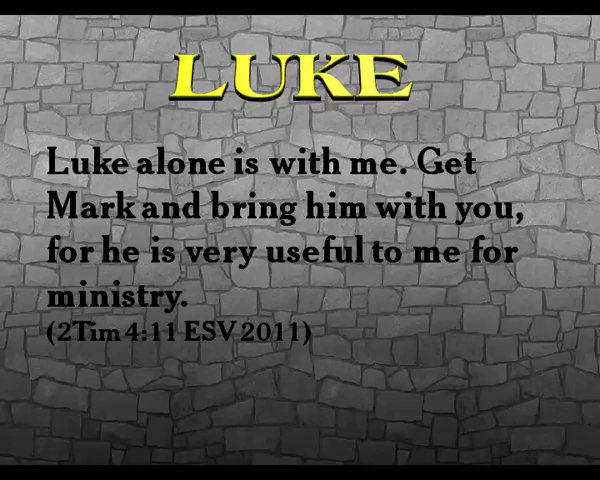 LUKE
Luke alone is with me. Get
Mark and bring him with you,
for he is very useful to me for
ministry.
(2Tim 4:11 ESV 2011)